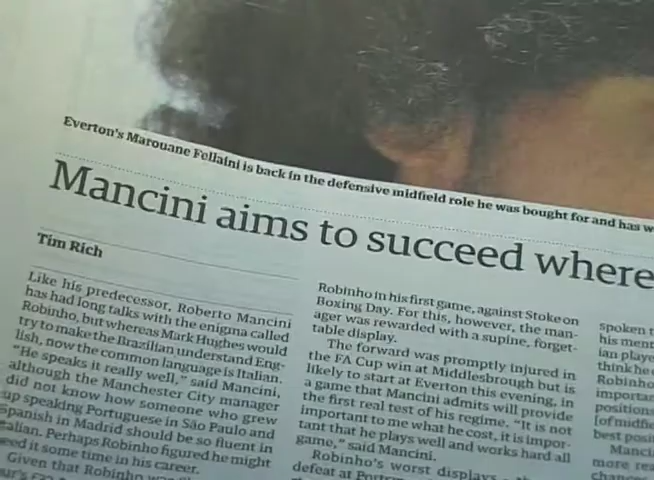 Everton's Marouane Fellaini is back in the defensive midfield role he was bought for and has w
Mancini aims to succeed where
Tim Rich
Like his predecessor, Roberto Mancini
has had long talks with the enigma called
Robinho, but whereas Mark Hughes would
try to make the Brazilian understand Eng-
lish, now the common language is Italian.
"He speaks it really well," said Mancini,
although the Manchester City manager
did not know how someone who grew
up speaking Portuguese in São Paulo and
Spanish in Madrid should be so fluent in
Italian. Perhaps Robinho figured he might
need it some time in his career.
Given that Robinho
Robinho in his first game, against Stoke on
Boxing Day. For this, however, the man-
ager was rewarded with a supine, forget-
table display.
The forward was promptly injured in
the FA Cup win at Middlesbrough but is
likely to start at Everton this evening, in
a game that Mancini admits will provide
the first real test of his regime. "It is not
important to me what he cost, it is impor-
tant that he plays well and works hard all
game," said Mancini.
Robinho's worst displays
defeat at
spoken t
his ment
ian playe
think he
Robinho
importan
positions
[of midfie
best posit
Manci
more rea
chances